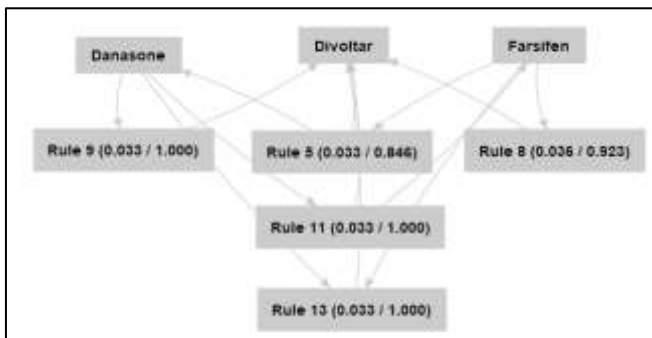 Danasone
Divoltar
Farsifen
Rule 9 (0.033 / 1.000)
Rule 5 (0.033 / 0.846)
Rule 8 (0.036 / 0.923)
Rule 11 (0.033 / 1.000)
Rule 13 (0.033 / 1.000)